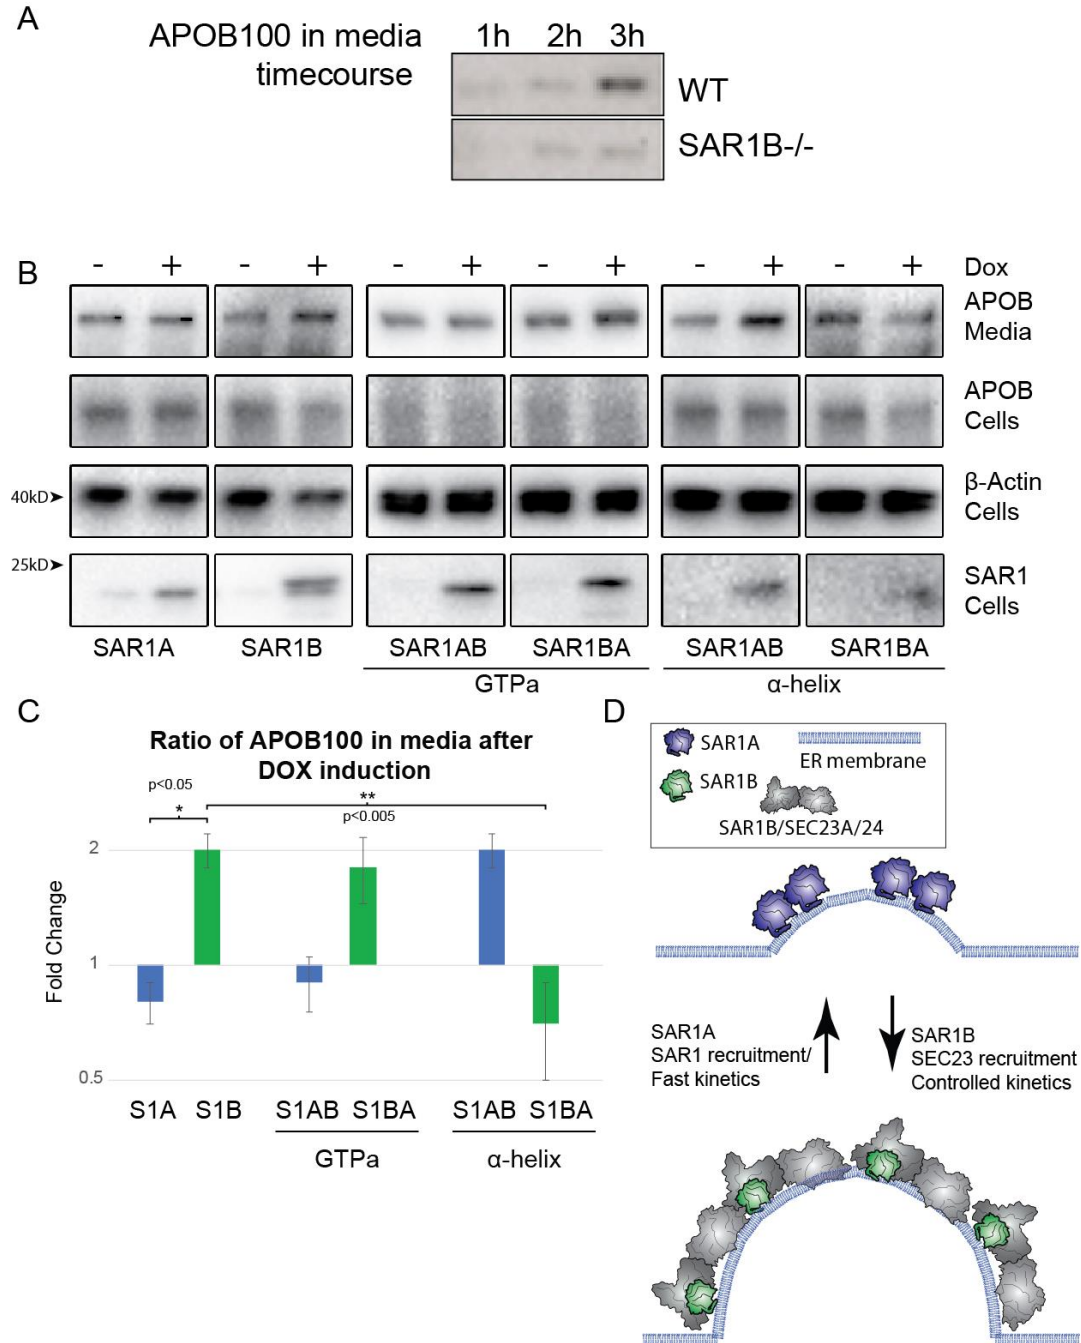 A
APOB100 in media
timecourse
1h 2h 3h
WT
SAR1B-/-
B
- + - + - + - + - + - + Dox
APOB
Media
APOB
Cells
40kD
β-Actin
Cells
25kD
SAR1
Cells
SAR1A SAR1B SAR1AB SAR1BA SAR1AB SAR1BA
GTPa α-helix
C
Ratio of APOB100 in media after
DOX induction
p<0.05
*
**
p<0.005
2
1
0.5
Fold Change
S1A S1B S1AB S1BA S1AB S1BA
GTPa α-helix
D
SAR1A
SAR1B
ER membrane
SAR1B/SEC23A/24
SAR1A
SAR1 recruitment/
Fast kinetics
SAR1B
SEC23 recruitment
Controlled kinetics